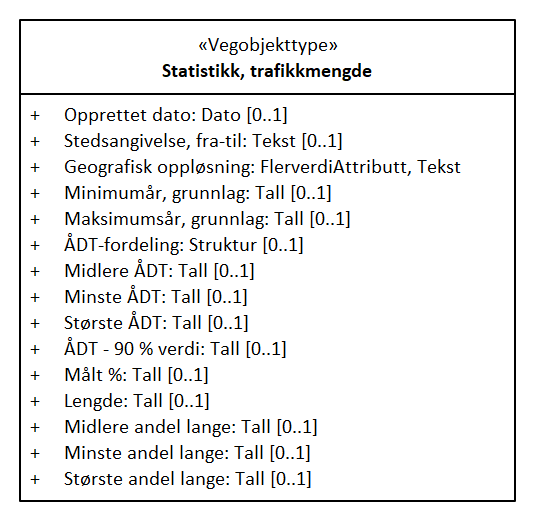 «Vegobjekttype»
Statistikk, trafikkmengde
+ Opprettet dato: Dato [0..1]
+ Stedsangivelse, fra-til: Tekst [0..1]
+ Geografisk oppløsning: FlerverdiAttributt, Tekst
+ Minimumår, grunnlag: Tall [0..1]
+ Maksimumsår, grunnlag: Tall [0..1]
+ ÅDT-fordeling: Struktur [0..1]
+ Midlere ÅDT: Tall [0..1]
+ Minste ÅDT: Tall [0..1]
+ Største ÅDT: Tall [0..1]
+ ÅDT - 90 % verdi: Tall [0..1]
+ Målt %: Tall [0..1]
+ Lengde: Tall [0..1]
+ Midlere andel lange: Tall [0..1]
+ Minste andel lange: Tall [0..1]
+ Største andel lange: Tall [0..1]